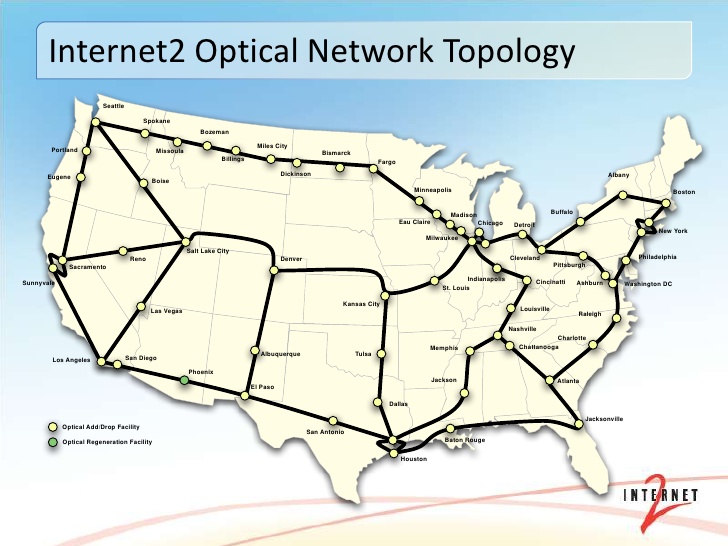 Internet2 Optical Network Topology
Seattle
Spokane
Bozeman
Portland
Missoula
Billings
Miles City
Bismarck
Fargo
Dickinson
Eugene
Boise
Minneapolis
Albany
Boston
Eau Claire
Madison
Chicago
Detroit
Buffalo
Milwaukee
New York
Salt Lake City
Reno
Sacramento
Denver
Cleveland
Pittsburgh
Philadelphia
Sunnyvale
Indianapolis
Cincinatti
Ashburn
Washington DC
St. Louis
Kansas City
Las Vegas
Louisville
Raleigh
Nashville
Charlotte
Chattanooga
Memphis
Los Angeles
San Diego
Albuquerque
Tulsa
Phoenix
El Paso
Jackson
Atlanta
Dallas
Jacksonville
San Antonio
Baton Rouge
Houston
Optical Add/Drop Facility
Optical Regeneration Facility
INTERNET
2